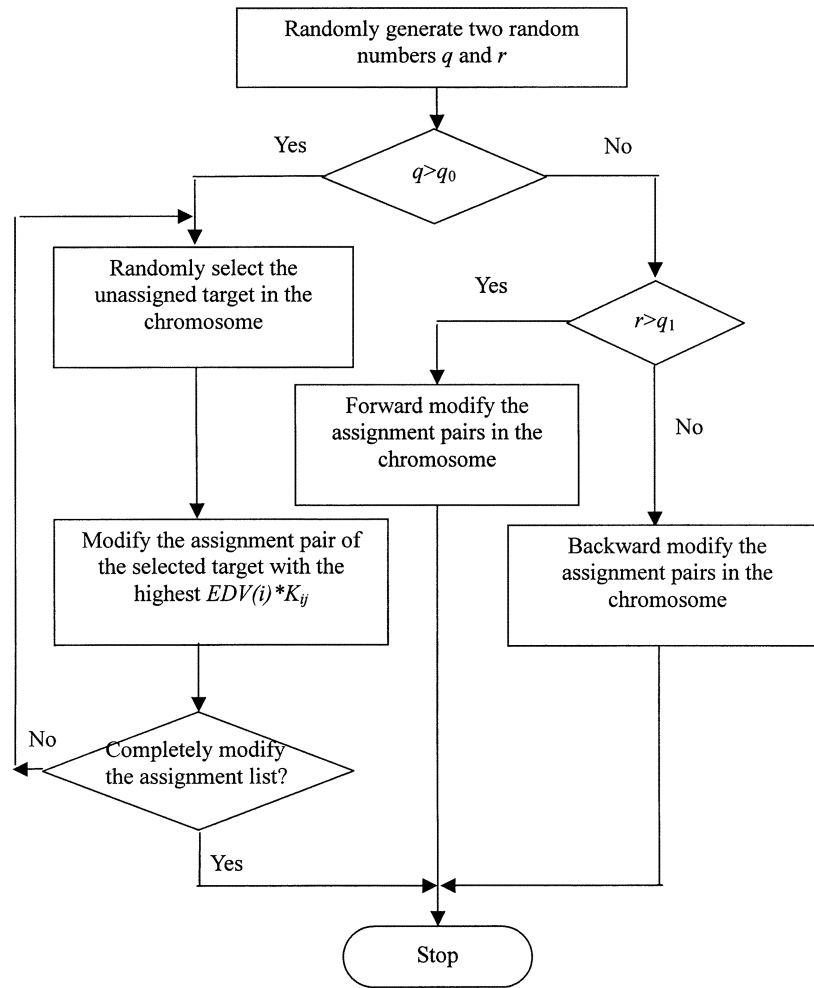 Randomly generate two random
numbers q and r
Yes
No
q>q0
Randomly select the
unassigned target in the
chromosome
Yes
r>q1
Forward modify the
assignment pairs in the
chromosome
No
Modify the assignment pair of
the selected target with the
highest EDV(i)*Kij
Backward modify the
assignment pairs in the
chromosome
No
Completely modify
the assignment list?
Yes
Stop